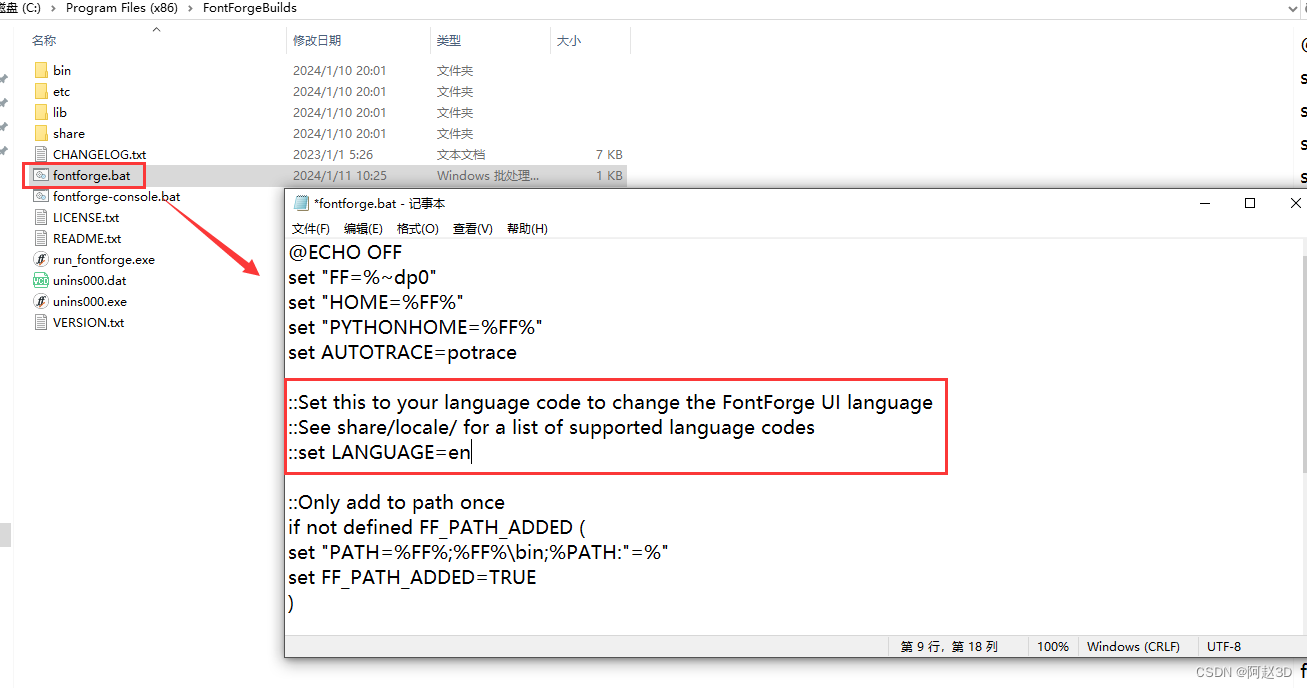 盘 (C:) > Program Files (x86) > FontForgeBuilds
名称 修改日期 类型 大小
bin 2024/1/10 20:01 文件夹
etc 2024/1/10 20:01 文件夹
lib 2024/1/10 20:01 文件夹
share 2024/1/10 20:01 文件夹
CHANGELOG.txt 2023/1/1 5:26 文本文档 7 KB
fontforge.bat 2024/1/11 10:25 Windows 批处理... 1 KB
fontforge-console.bat
LICENSE.txt
README.txt
run_fontforge.exe
unins000.dat
unins000.exe
VERSION.txt
*fontforge.bat - 记事本
文件(F) 编辑(E) 格式(O) 查看(V) 帮助(H)
@ECHO OFF
set "FF=%~dp0"
set "HOME=%FF%"
set "PYTHONHOME=%FF%"
set AUTOTRACE=potrace
::Set this to your language code to change the FontForge UI language
::See share/locale/ for a list of supported language codes
::set LANGUAGE=en
::Only add to path once
if not defined FF_PATH_ADDED (
set "PATH=%FF%;%FF%\bin;%PATH:"=%"
set FF_PATH_ADDED=TRUE
)
第 9 行，第 18 列 100% Windows (CRLF) UTF-8
CSDN @阿赵3D